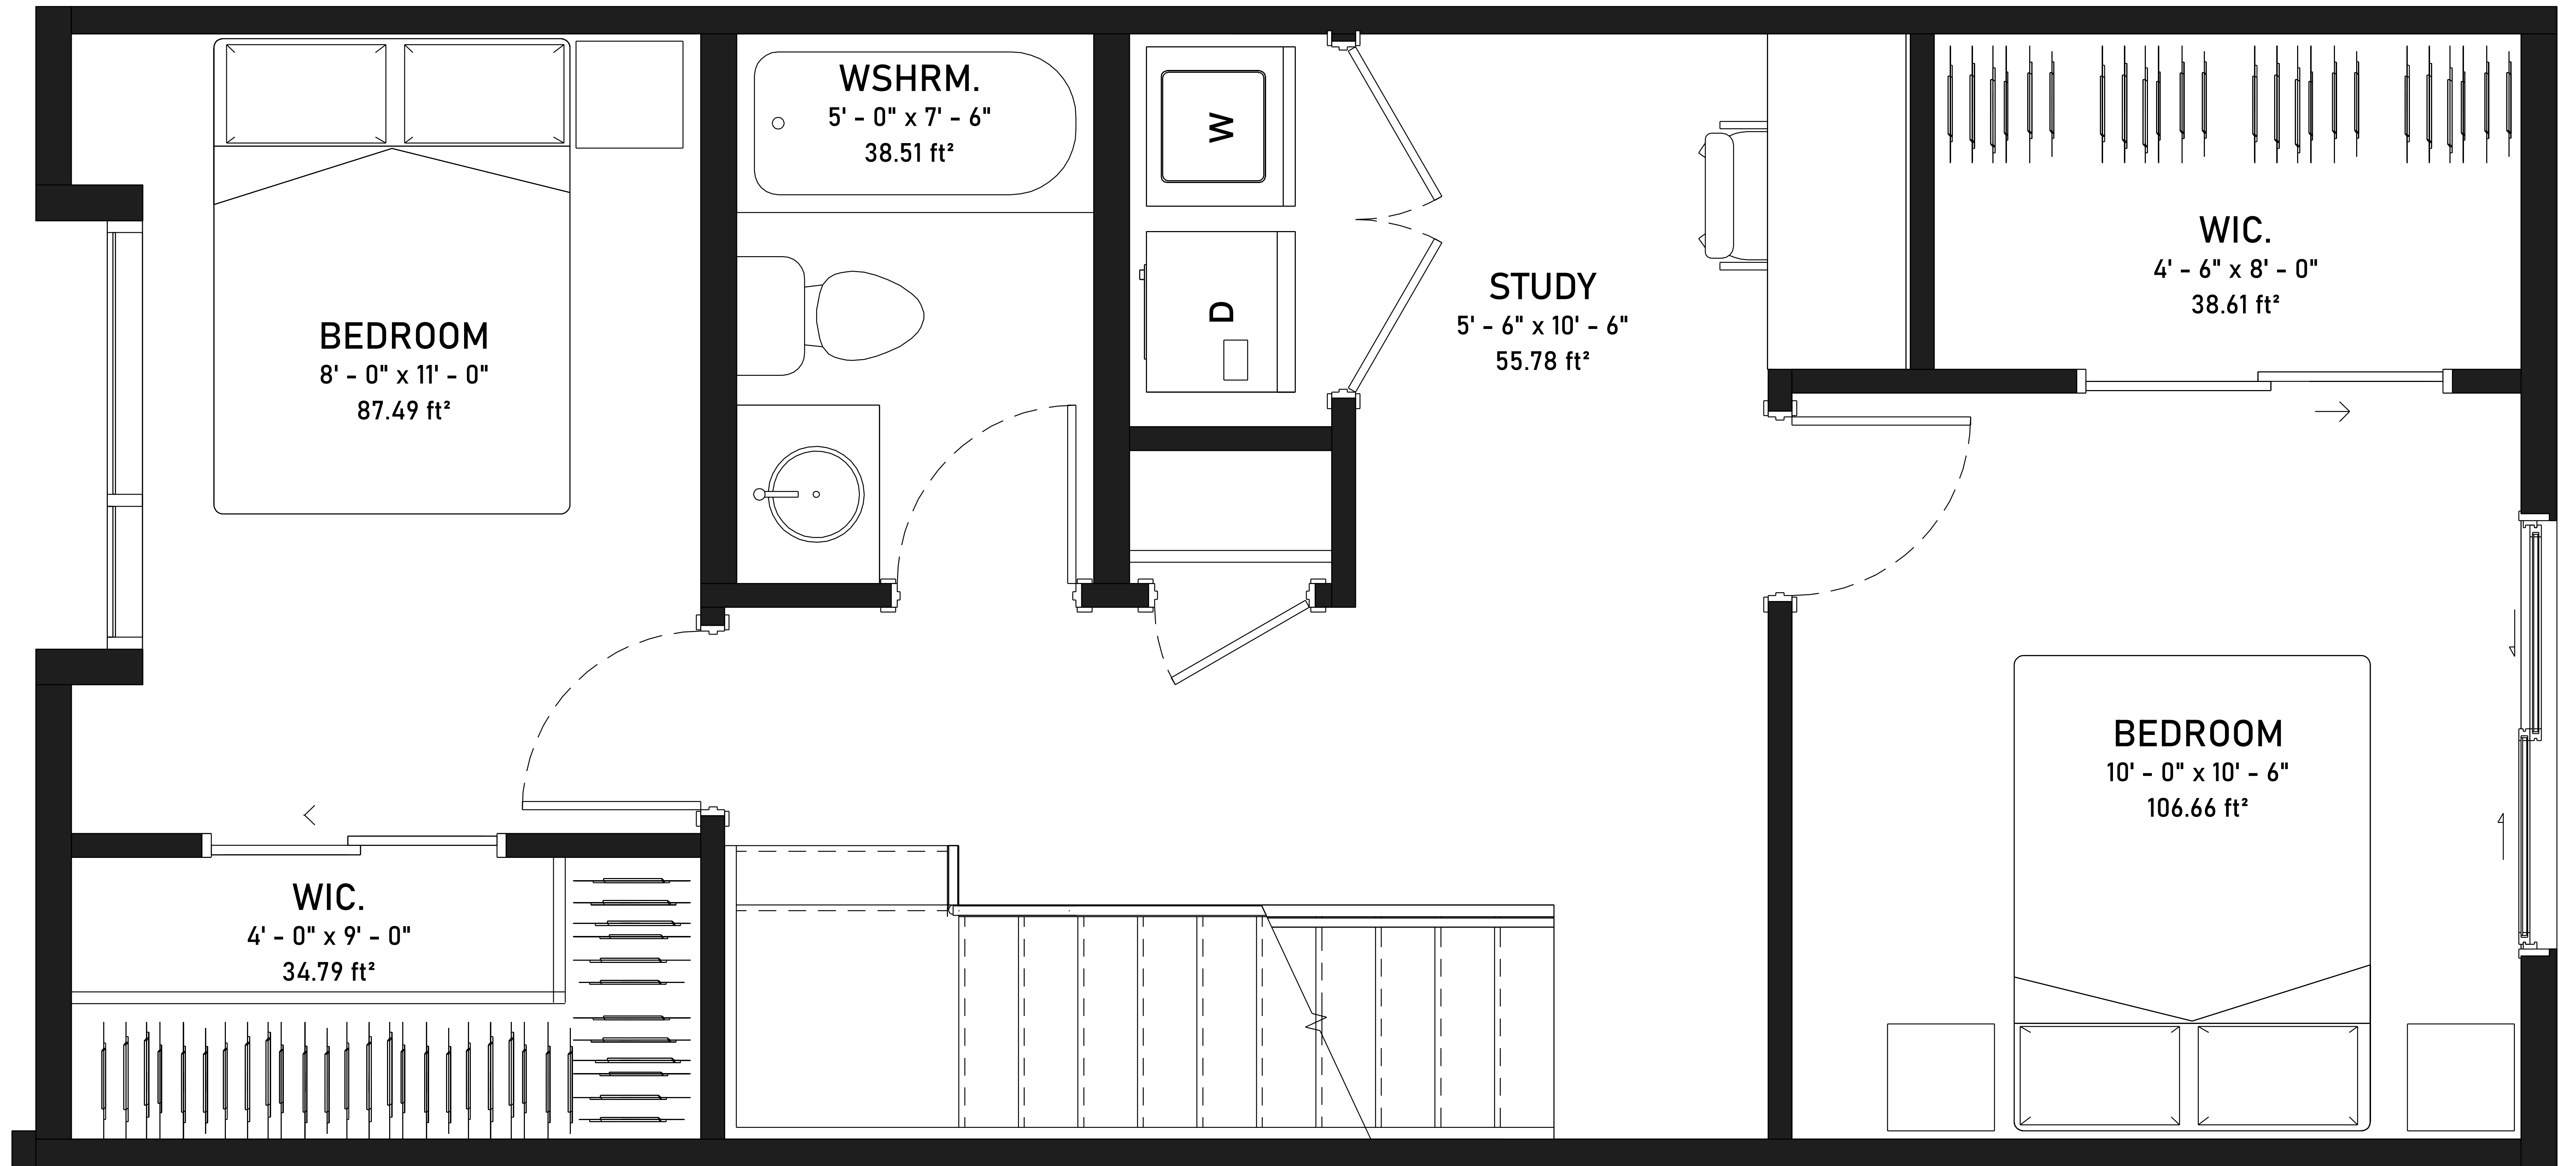 WSHRM.
5' - 0" x 7' - 6"
38.51 ft²
W
D
STUDY
5' - 6" x 10' - 6"
55.78 ft²
WIC.
4' - 6" x 8' - 0"
38.61 ft²
BEDROOM
8' - 0" x 11' - 0"
87.49 ft²
BEDROOM
10' - 0" x 10' - 6"
106.66 ft²
WIC.
4' - 0" x 9' - 0"
34.79 ft²